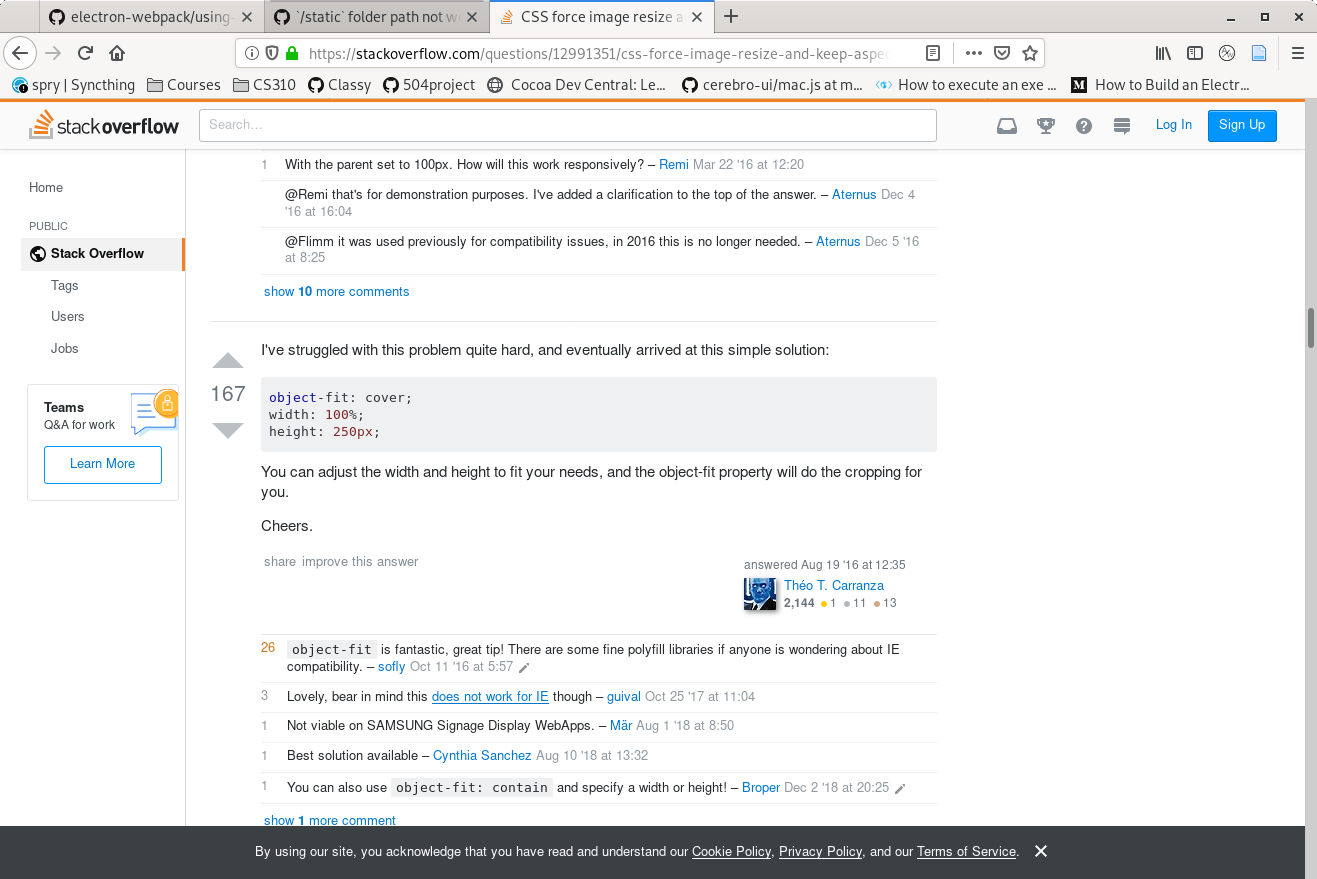 electron-webpack/using-
`/static` folder path not w
CSS force image resize a
https://stackoverflow.com/questions/12991351/css-force-image-resize-and-keep-aspe
spry | Syncthing
Courses
CS310
Classy
504project
Cocoa Dev Central: Le...
cerebro-ui/mac.js at m...
How to execute an exe ...
How to Build an Electr...
stackoverflow
Search...
Log In
Sign Up
Home
PUBLIC
Stack Overflow
Tags
Users
Jobs
Teams
Q&A for work
Learn More
1 With the parent set to 100px. How will this work responsively? – Remi Mar 22 '16 at 12:20
@Remi that's for demonstration purposes. I've added a clarification to the top of the answer. – Aternus Dec 4
'16 at 16:04
@Flimm it was used previously for compatibility issues, in 2016 this is no longer needed. – Aternus Dec 5 '16
at 8:25
show 10 more comments
167
I've struggled with this problem quite hard, and eventually arrived at this simple solution:
object-fit: cover;
width: 100%;
height: 250px;
You can adjust the width and height to fit your needs, and the object-fit property will do the cropping for
you.
Cheers.
share improve this answer
answered Aug 19 '16 at 12:35
Théo T. Carranza
2,144 1 11 13
26 object-fit is fantastic, great tip! There are some fine polyfill libraries if anyone is wondering about IE
compatibility. – sofly Oct 11 '16 at 5:57
3 Lovely, bear in mind this does not work for IE though – guival Oct 25 '17 at 11:04
1 Not viable on SAMSUNG Signage Display WebApps. – Mär Aug 1 '18 at 8:50
1 Best solution available – Cynthia Sanchez Aug 10 '18 at 13:32
1 You can also use object-fit: contain and specify a width or height! – Broper Dec 2 '18 at 20:25
show 1 more comment
By using our site, you acknowledge that you have read and understand our Cookie Policy, Privacy Policy, and our Terms of Service.